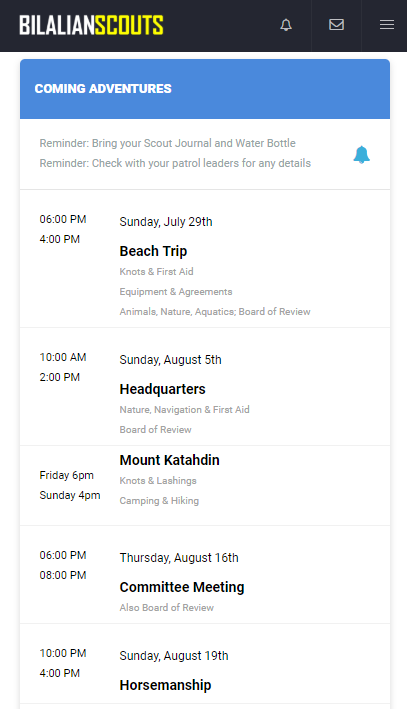 BILALIANSCOUTS
COMING ADVENTURES
Reminder: Bring your Scout Journal and Water Bottle
Reminder: Check with your patrol leaders for any details
06:00 PM
4:00 PM
Sunday, July 29th
Beach Trip
Knots & First Aid
Equipment & Agreements
Animals, Nature, Aquatics; Board of Review
10:00 AM
2:00 PM
Sunday, August 5th
Headquarters
Nature, Navigation & First Aid
Board of Review
Friday 6pm
Sunday 4pm
Mount Katahdin
Knots & Lashings
Camping & Hiking
06:00 PM
08:00 PM
Thursday, August 16th
Committee Meeting
Also Board of Review
10:00 PM
4:00 PM
Sunday, August 19th
Horsemanship